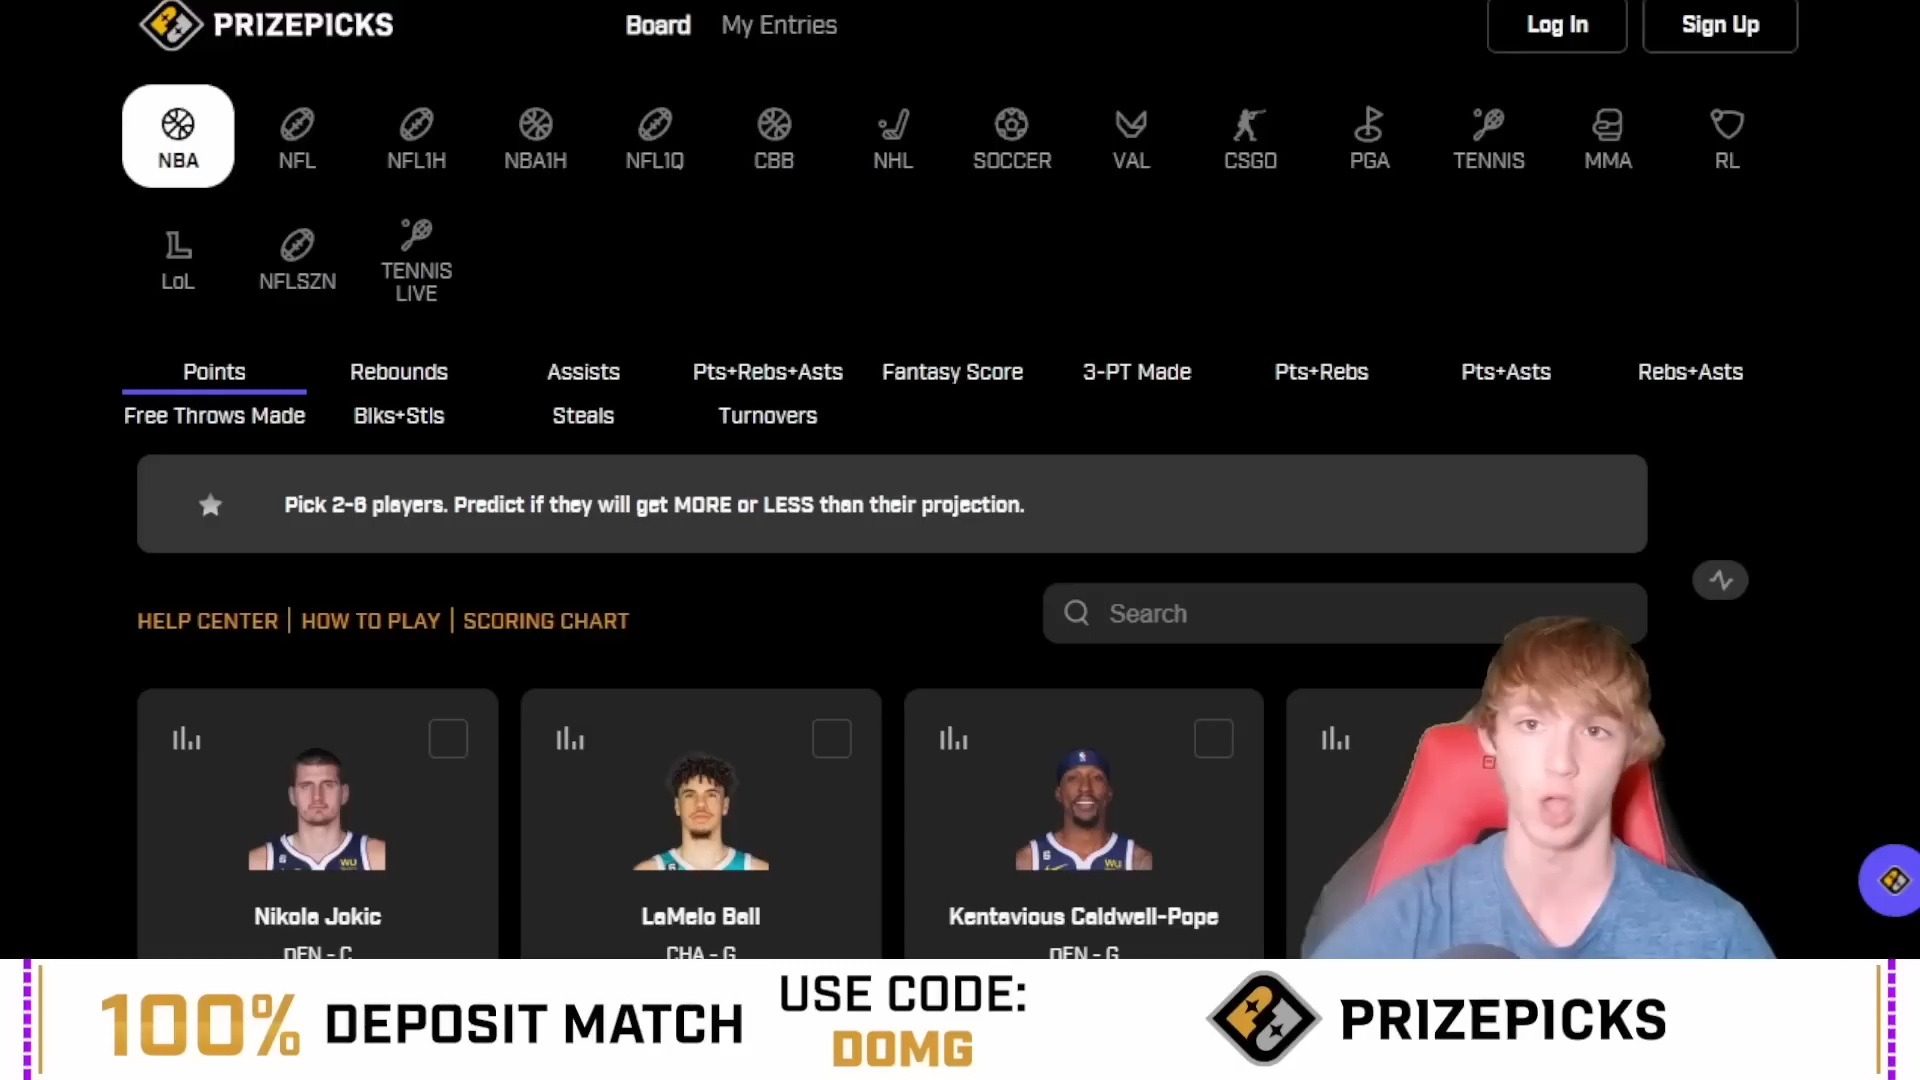 PRIZEPICKS
Board
My Entries
Log In
Sign Up
NBA
NFL
NFL1H
NBA1H
NFL1Q
CBB
NHL
SOCCER
VAL
CSGO
PGA
TENNIS
MMA
RL
LoL
NFLSZN
TENNIS
LIVE
Points
Rebounds
Assists
Pts+Rebs+Asts
Fantasy Score
3-PT Made
Pts+Rebs
Pts+Asts
Rebs+Asts
Free Throws Made
Blks+Stls
Steals
Turnovers
Pick 2-6 players. Predict if they will get MORE or LESS than their projection.
HELP CENTER | HOW TO PLAY | SCORING CHART
Search
Nikola Jokic
DEN - C
LaMelo Ball
CHA - G
Kentavious Caldwell-Pope
DEN - G
100% DEPOSIT MATCH
USE CODE:
DOMG
PRIZEPICKS